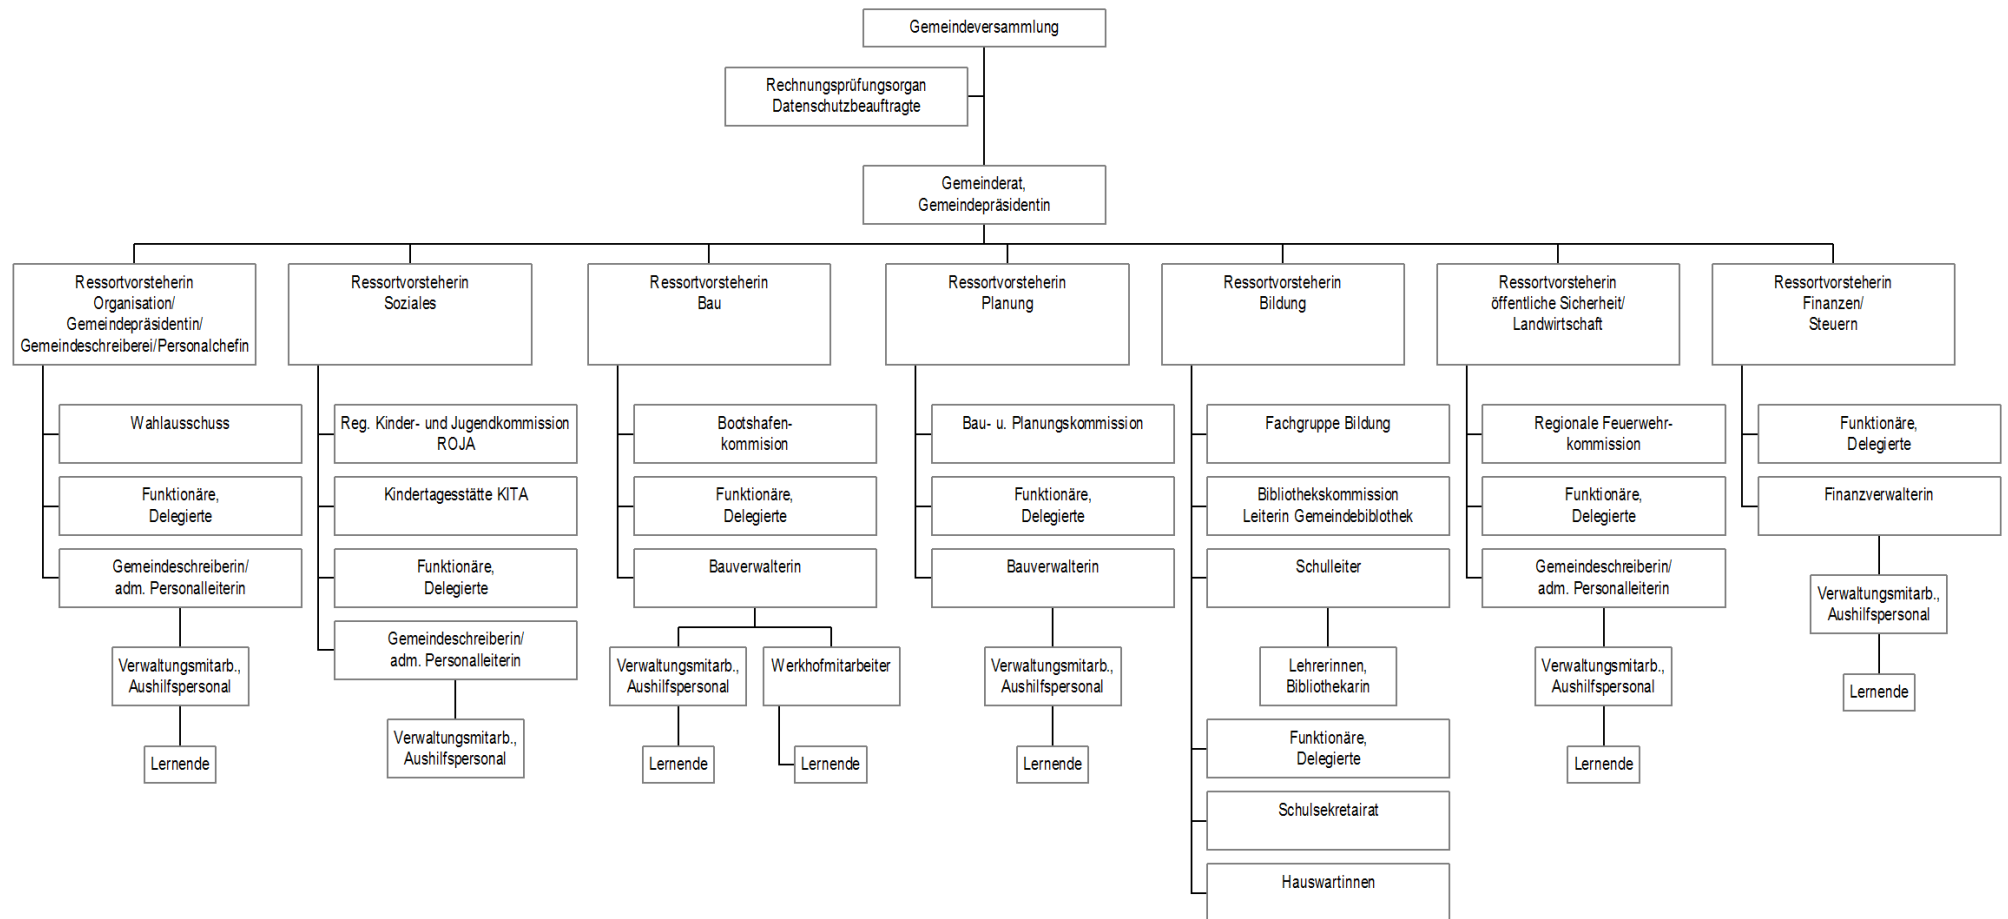 Gemeindeversammlung
Rechnungsprüfungsorgan
Datenschutzbeauftragte
Gemeinderat,
Gemeindepräsidentin
Ressortvorsteherin
Organisation/
Gemeindepräsidentin/
Gemeindeschreiberei/Personalchefin
Wahlausschuss
Funktionäre,
Delegierte
Gemeindeschreiberin/
adm. Personalleiterin
Verwaltungsmitarb.,
Aushilfspersonal
Lernende
Ressortvorsteherin
Soziales
Reg. Kinder- und Jugendkommission
ROJA
Kindertagesstätte KITA
Funktionäre,
Delegierte
Gemeindeschreiberin/
adm. Personalleiterin
Verwaltungsmitarb.,
Aushilfspersonal
Ressortvorsteherin
Bau
Bootshafen-
kommision
Funktionäre,
Delegierte
Bauverwalterin
Verwaltungsmitarb.,
Aushilfspersonal
Lernende
Werkhofmitarbeiter
Lernende
Ressortvorsteherin
Planung
Bau- u. Planungskommission
Funktionäre,
Delegierte
Bauverwalterin
Verwaltungsmitarb.,
Aushilfspersonal
Lernende
Ressortvorsteherin
Bildung
Fachgruppe Bildung
Bibliothekskommission
Leiterin Gemeindebiblothek
Schulleiter
Lehrerinnen,
Bibliothekarin
Funktionäre,
Delegierte
Schulsekretairat
Hauswartinnen
Ressortvorsteherin
öffentliche Sicherheit/
Landwirtschaft
Regionale Feuerwehr-
kommission
Funktionäre,
Delegierte
Gemeindeschreiberin/
adm. Personalleiterin
Verwaltungsmitarb.,
Aushilfspersonal
Lernende
Ressortvorsteherin
Finanzen/
Steuern
Funktionäre,
Delegierte
Finanzverwalterin
Verwaltungsmitarb.,
Aushilfspersonal
Lernende